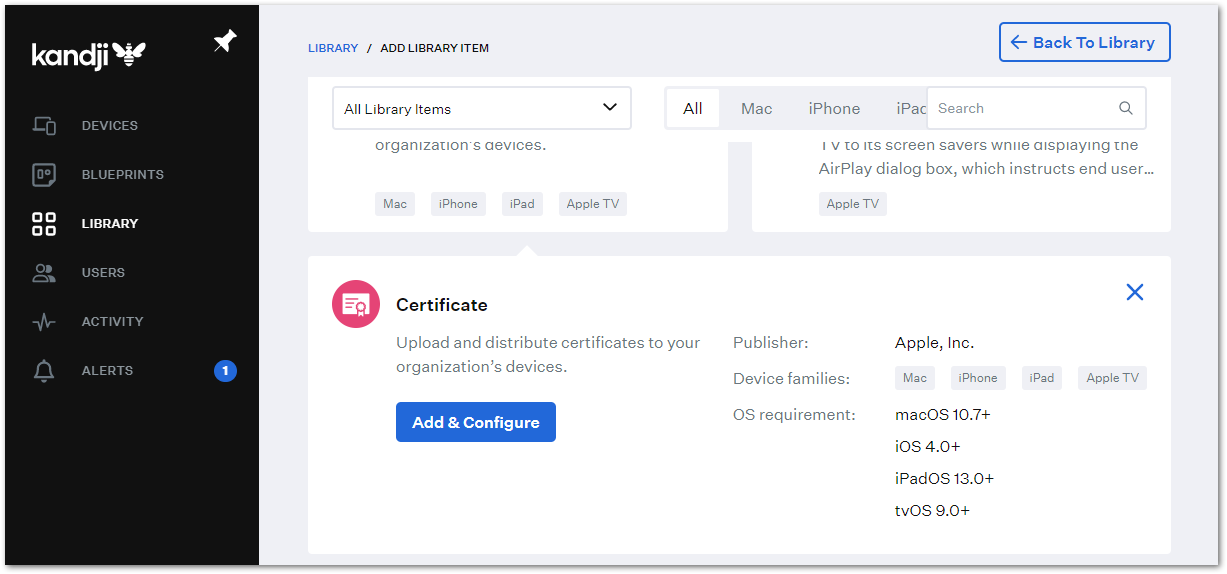 kandji
DEVICES
BLUEPRINTS
LIBRARY
USERS
ACTIVITY
ALERTS 1
LIBRARY / ADD LIBRARY ITEM
Back To Library
All Library Items
All Mac iPhone iPad
Search
organization's devices.
Mac iPhone iPad Apple TV
TV to its screen savers while displaying the
AirPlay dialog box, which instructs end user...
Apple TV
Certificate
Upload and distribute certificates to your
organization's devices.
Add & Configure
Publisher: Apple, Inc.
Device families: Mac iPhone iPad Apple TV
OS requirement: macOS 10.7+
iOS 4.0+
iPadOS 13.0+
tvOS 9.0+